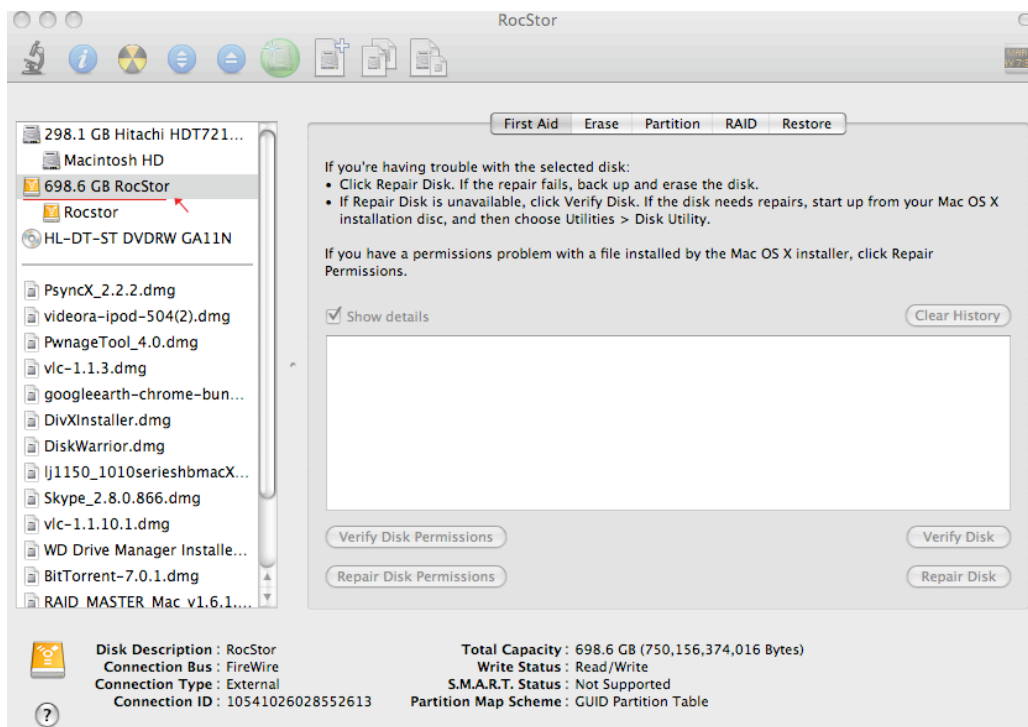 RocStor
First Aid
Erase
Partition
RAID
Restore
298.1 GB Hitachi HDT721...
Macintosh HD
698.6 GB RocStor
Rocstor
HL-DT-ST DVDRW GA11N
PsyncX_2.2.2.dmg
videora-ipod-504(2).dmg
PwnageTool_4.0.dmg
vlc-1.1.3.dmg
googleearth-chrome-bun...
DivXInstaller.dmg
DiskWarrior.dmg
lj1150_1010serieshbmacX...
Skype_2.8.0.866.dmg
vlc-1.1.10.1.dmg
WD Drive Manager Installe...
BitTorrent-7.0.1.dmg
RAID_MASTER_Mac_v1.6.1....
If you're having trouble with the selected disk:
• Click Repair Disk. If the repair fails, back up and erase the disk.
• If Repair Disk is unavailable, click Verify Disk. If the disk needs repairs, start up from your Mac OS X
installation disc, and then choose Utilities > Disk Utility.
If you have a permissions problem with a file installed by the Mac OS X installer, click Repair
Permissions.
Show details
Clear History
Verify Disk Permissions
Verify Disk
Repair Disk Permissions
Repair Disk
Disk Description : RocStor
Connection Bus : FireWire
Connection Type : External
Connection ID : 10541026028552613
Total Capacity : 698.6 GB (750,156,374,016 Bytes)
Write Status : Read/Write
S.M.A.R.T. Status : Not Supported
Partition Map Scheme : GUID Partition Table
?